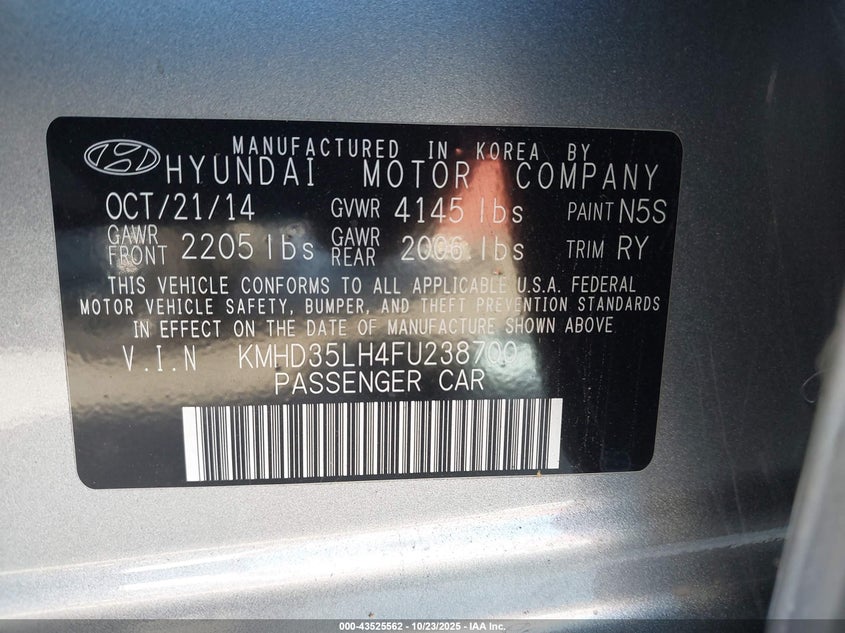 MANUFACTURED IN KOREA BY
HYUNDAI MOTOR COMPANY
OCT/21/14 GVWR 4145 lbs PAINT N5S
GAWR FRONT 2205 lbs GAWR REAR 2006 lbs TRIM RY
THIS VEHICLE CONFORMS TO ALL APPLICABLE U.S.A. FEDERAL
MOTOR VEHICLE SAFETY, BUMPER, AND THEFT PREVENTION STANDARDS
IN EFFECT ON THE DATE OF MANUFACTURE SHOWN ABOVE
V.I.N KMHD35LH4FU238700
PASSENGER CAR
000-43525562 - 10/23/2025 - IAA Inc.